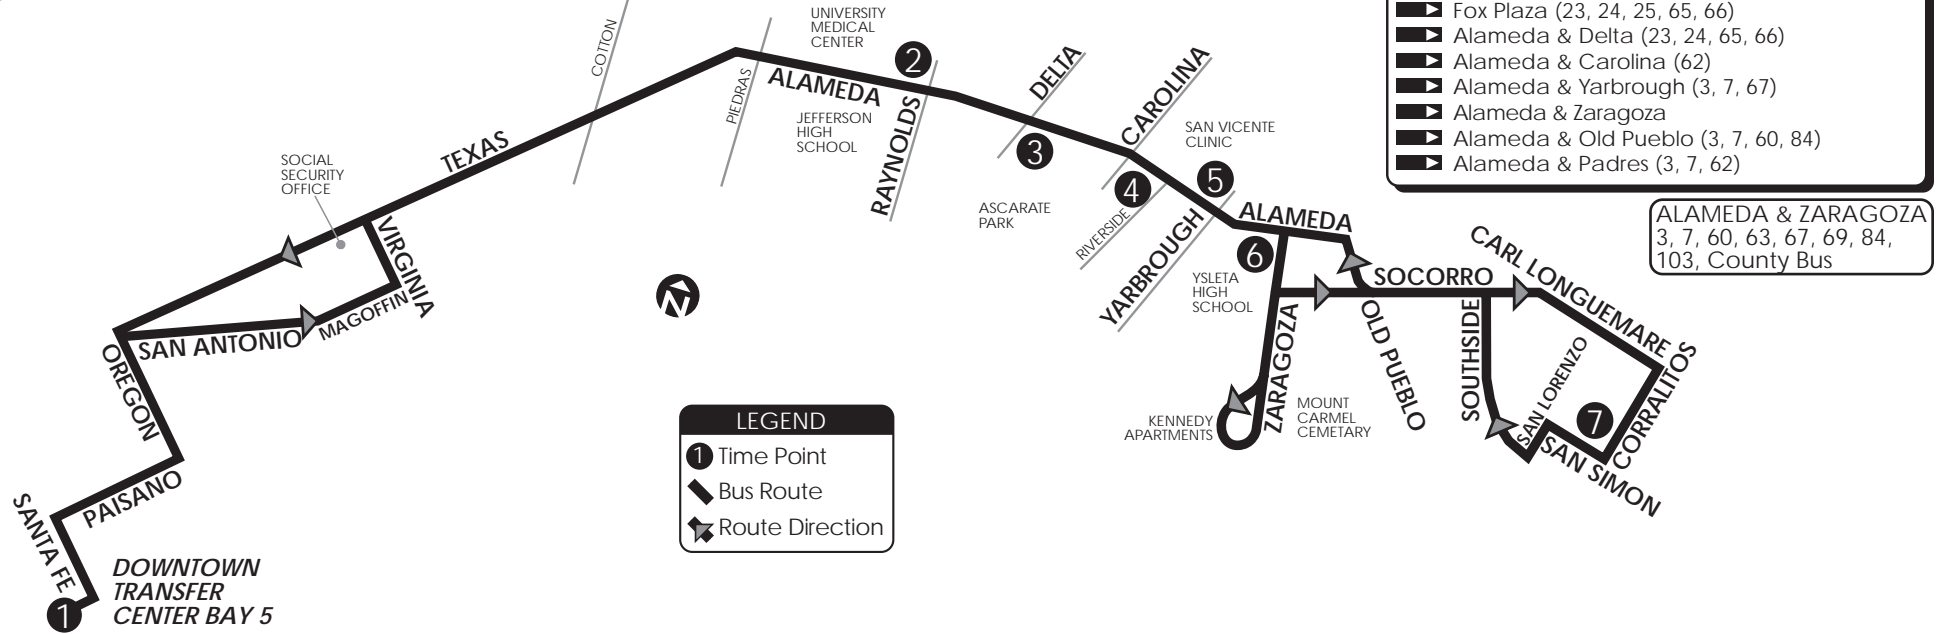 UNIVERSITY
MEDICAL
CENTER
COTTON
PIEDRAS
ALAMEDA
2
DELTA
CAROLINA
Fox Plaza (23, 24, 25, 65, 66)
Alameda & Delta (23, 24, 65, 66)
Alameda & Carolina (62)
Alameda & Yarbrough (3, 7, 67)
Alameda & Zaragoza
Alameda & Old Pueblo (3, 7, 60, 84)
Alameda & Padres (3, 7, 62)
JEFFERSON
HIGH
SCHOOL
RAYNOLDS
3
SAN VICENTE
CLINIC
TEXAS
SOCIAL
SECURITY
OFFICE
4
5
ASCARATE
PARK
RIVERSIDE
YARBROUGH
ALAMEDA
ALAMEDA & ZARAGOZA
3, 7, 60, 63, 67, 69, 84,
103, County Bus
VIRGINIA
6
YSLETA
HIGH
SCHOOL
SOCORRO
CARL LONGUEMARE
N
MAGOFFIN
SAN ANTONIO
OREGON
ZARAGOZA
OLD PUEBLO
SOUTHSIDE
SAN LORENZO
CORRALITOS
7
SAN SIMON
KENNEDY
APARTMENTS
MOUNT
CARMEL
CEMETARY
LEGEND
1 Time Point
Bus Route
Route Direction
PAISANO
SANTA FE
1
DOWNTOWN
TRANSFER
CENTER BAY 5